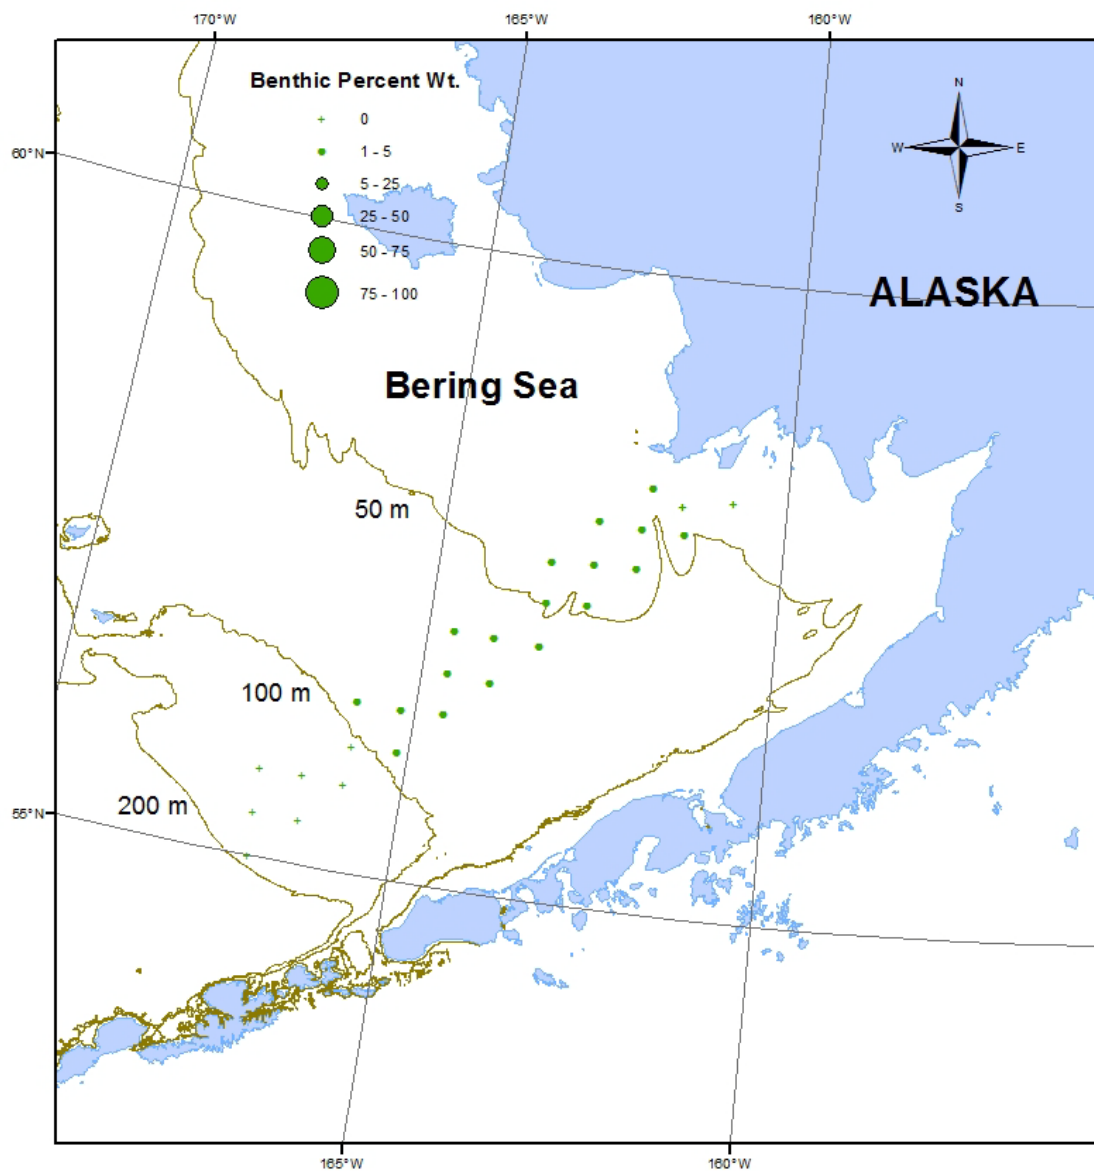 170°W
165°W
160°W
Benthic Percent Wt.
0
1 - 5
5 - 25
25 - 50
50 - 75
75 - 100
N
W
E
S
60°N
ALASKA
Bering Sea
50 m
100 m
200 m
55°N
165°W
160°W